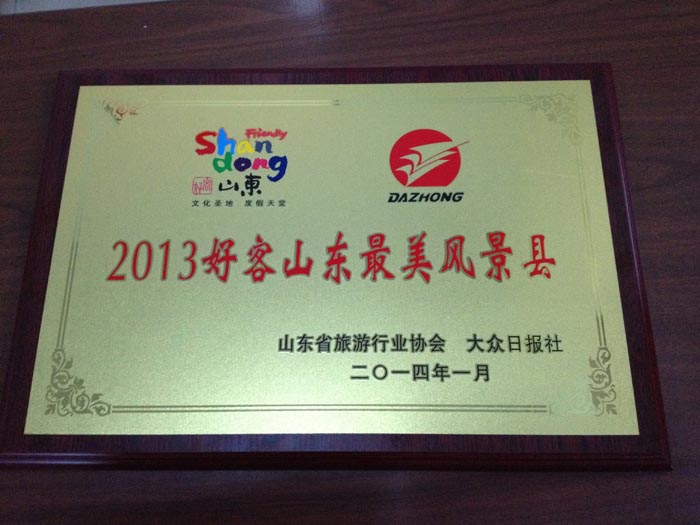 Friendly
Shan
dong
好客 山東
文化圣地 度假天堂
DAZHONG
2013好客山东最美风景县
山东省旅游行业协会 大众日报社
二〇一四年一月